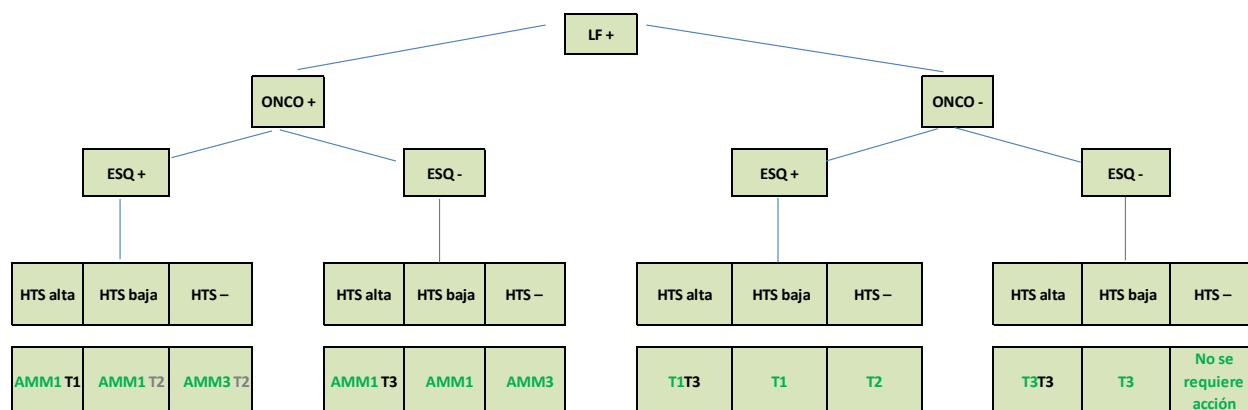 LF +
ONCO +
ONCO -
ESQ +
ESQ -
ESQ +
ESQ -
HTS alta
HTS baja
HTS –
HTS alta
HTS baja
HTS –
HTS alta
HTS baja
HTS –
HTS alta
HTS baja
HTS –
AMM1 T1
AMM1 T2
AMM3 T2
AMM1 T3
AMM1
AMM3
T1T3
T1
T2
T3T3
T3
No se
requiere
acción